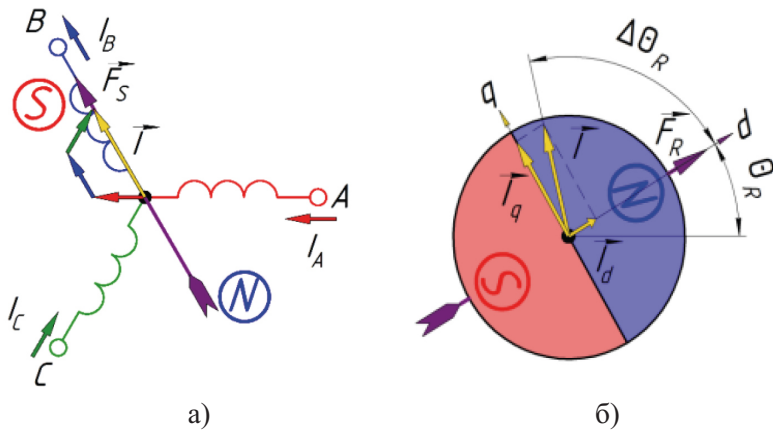 B
I_B
S
F_S
I
A
I_A
N
I_C
C
а)
Δθ_R
q
d
F_R
θ_R
I
I_q
N
I_d
S
б)